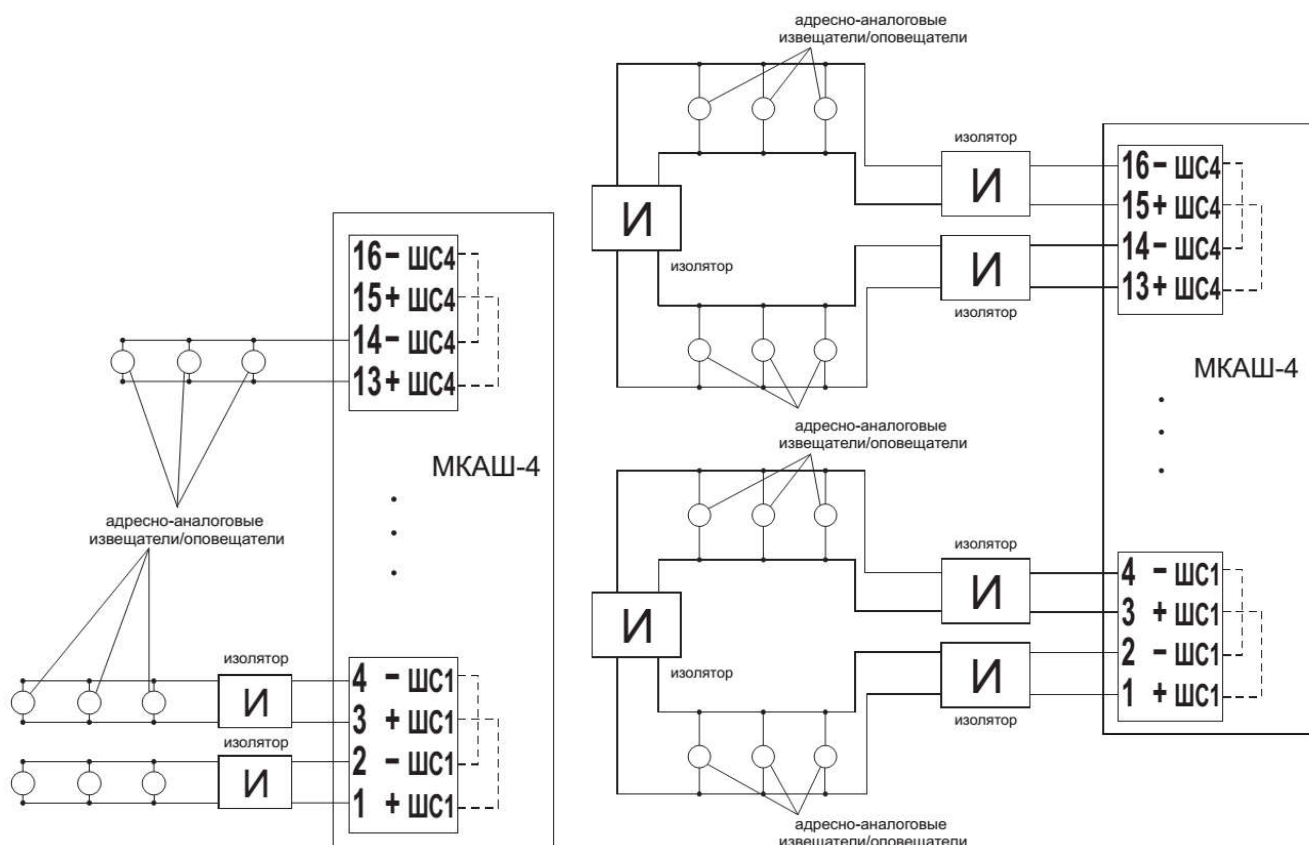 16 - ШС4
15 + ШС4
14 - ШС4
13 + ШС4
МКАШ-4
адресно-аналоговые
извещатели/оповещатели
изолятор
И
4 - ШС1
3 + ШС1
изолятор
И
2 - ШС1
1 + ШС1
адресно-аналоговые
извещатели/оповещатели
изолятор
И
16 - ШС4
15 + ШС4
И
изолятор
14 - ШС4
13 + ШС4
И
изолятор
МКАШ-4
адресно-аналоговые
извещатели/оповещатели
изолятор
И
4 - ШС1
3 + ШС1
И
изолятор
2 - ШС1
1 + ШС1
И
изолятор
адресно-аналоговые
извещатели/оповещатели